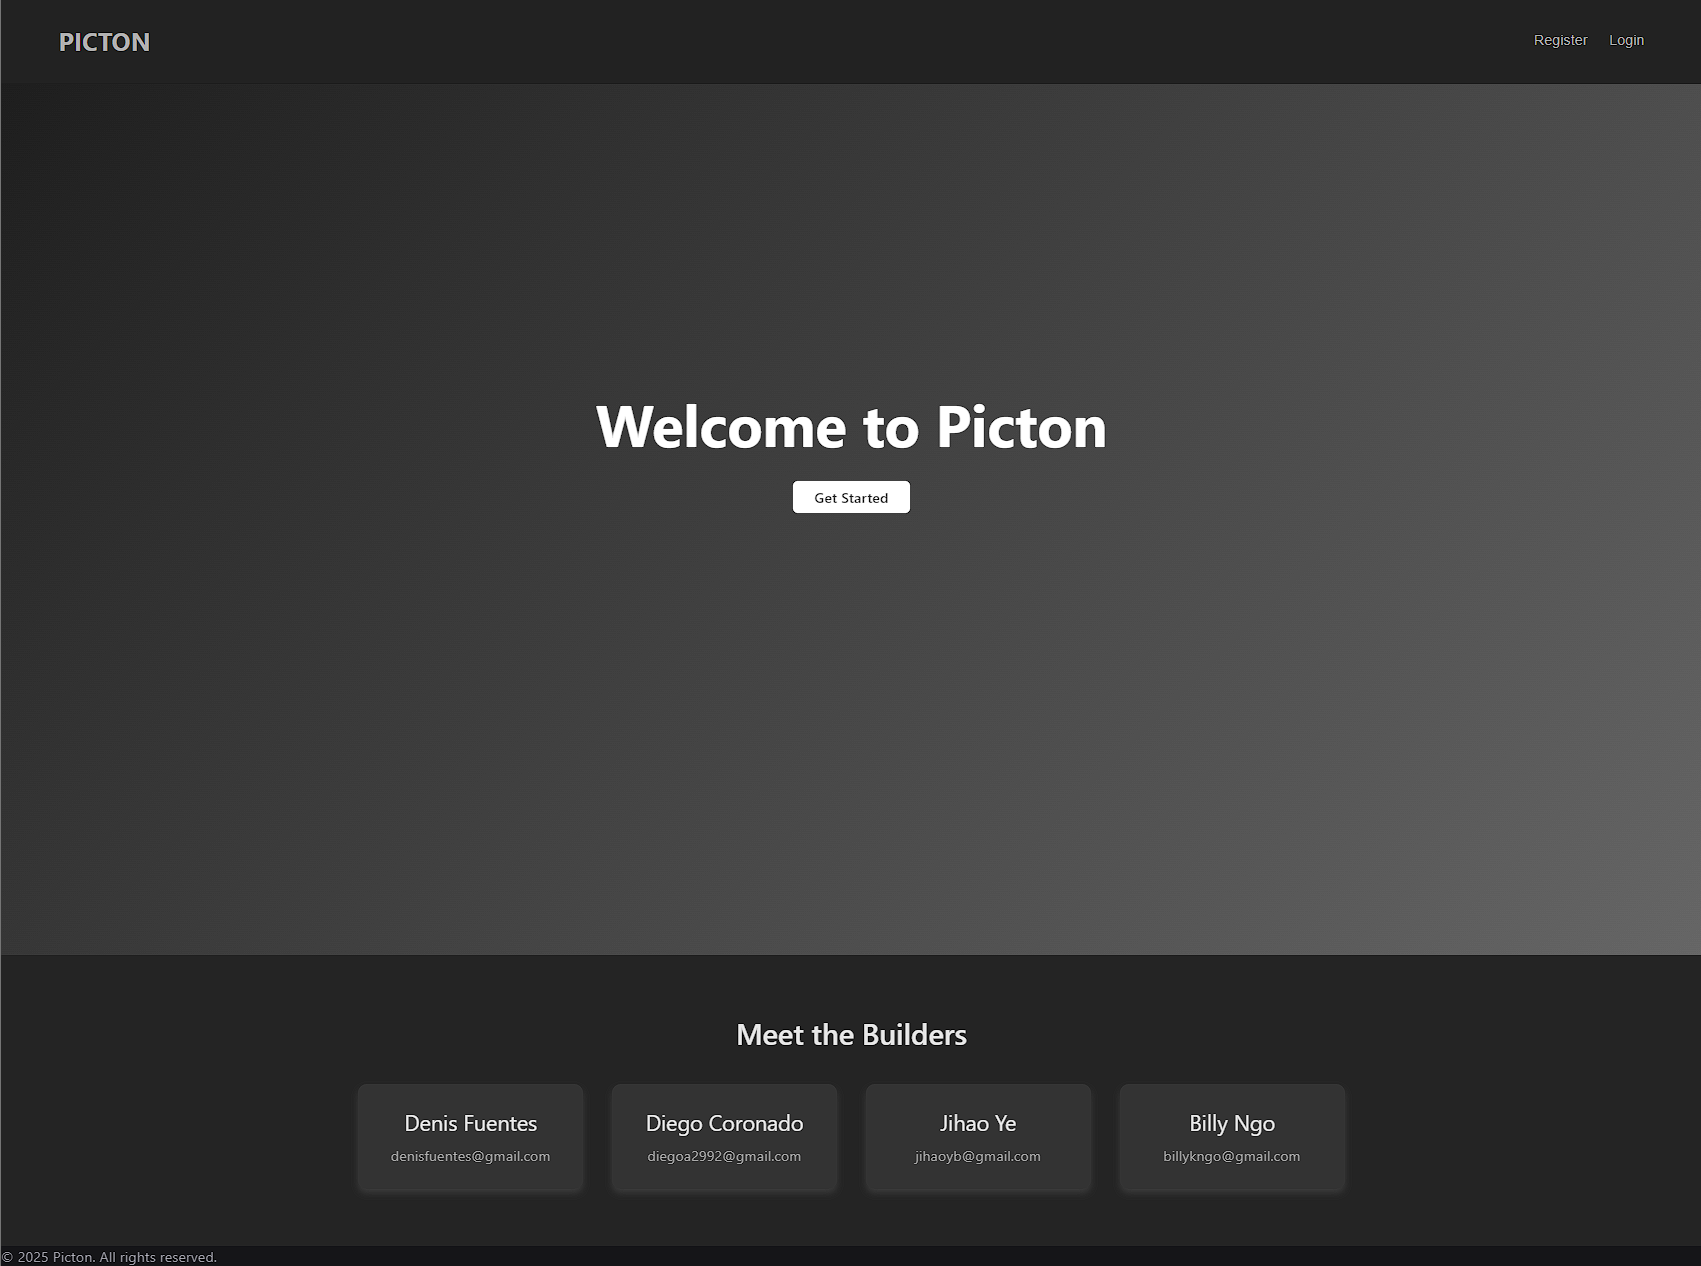 PICTON
Register Login
Welcome to Picton
Get Started
Meet the Builders
Denis Fuentes
denisfuentes@gmail.com
Diego Coronado
diegoa2992@gmail.com
Jihao Ye
jihaoyb@gmail.com
Billy Ngo
billykngo@gmail.com
© 2025 Picton. All rights reserved.